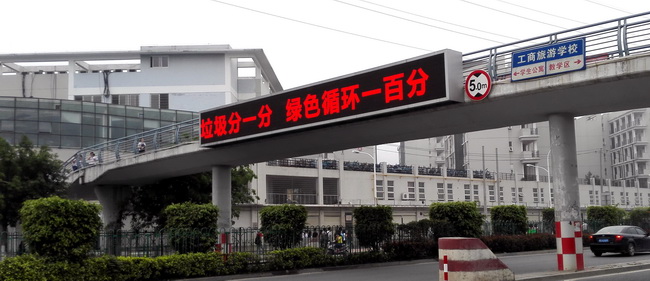 垃圾分一分 绿色循环一百分
5.0m
工商旅游学校
←学生公寓 教学区→